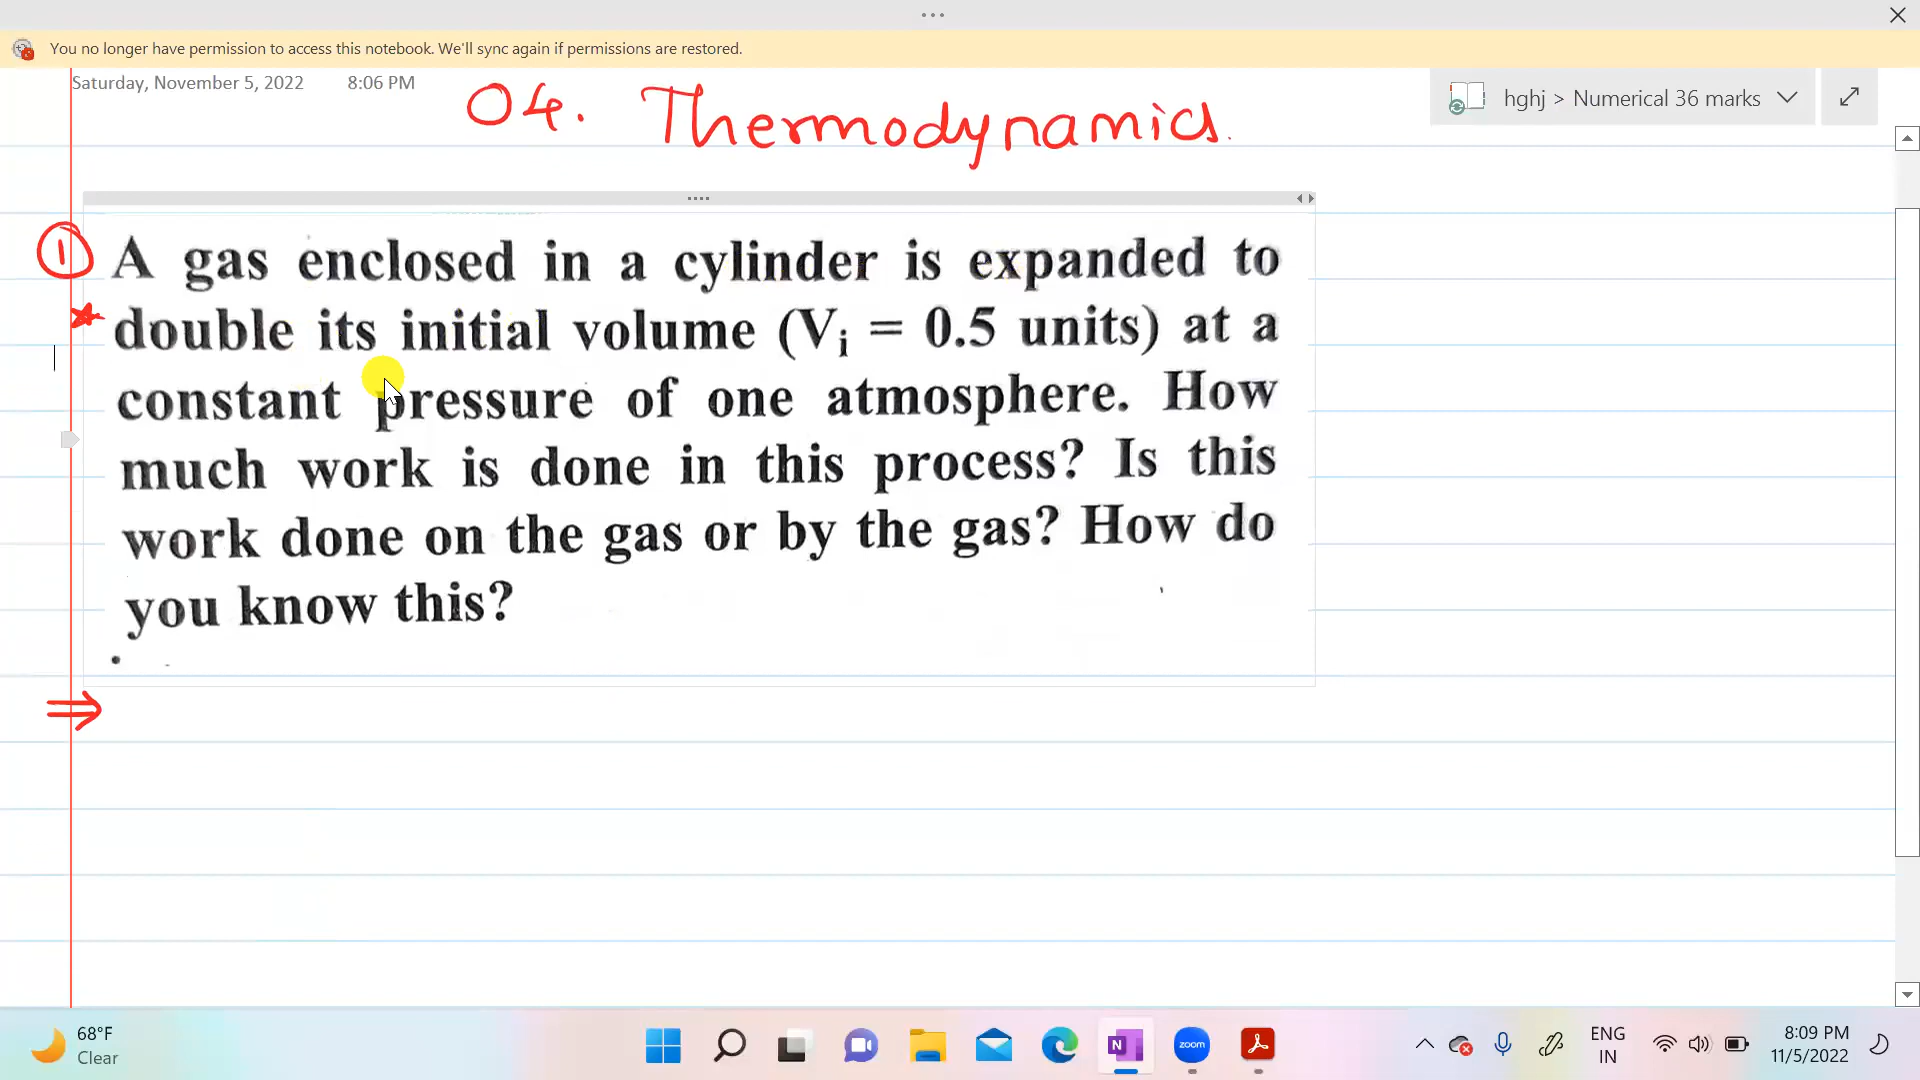 You no longer have permission to access this notebook. We'll sync again if permissions are restored.
Saturday, November 5, 2022 8:06 PM
04. Thermodynamics.
hghj > Numerical 36 marks
1 A gas enclosed in a cylinder is expanded to
double its initial volume (Vᵢ = 0.5 units) at a
constant pressure of one atmosphere. How
much work is done in this process? Is this
work done on the gas or by the gas? How do
you know this?
⇒
68°F
Clear
zoom
ENG
IN
8:09 PM
11/5/2022